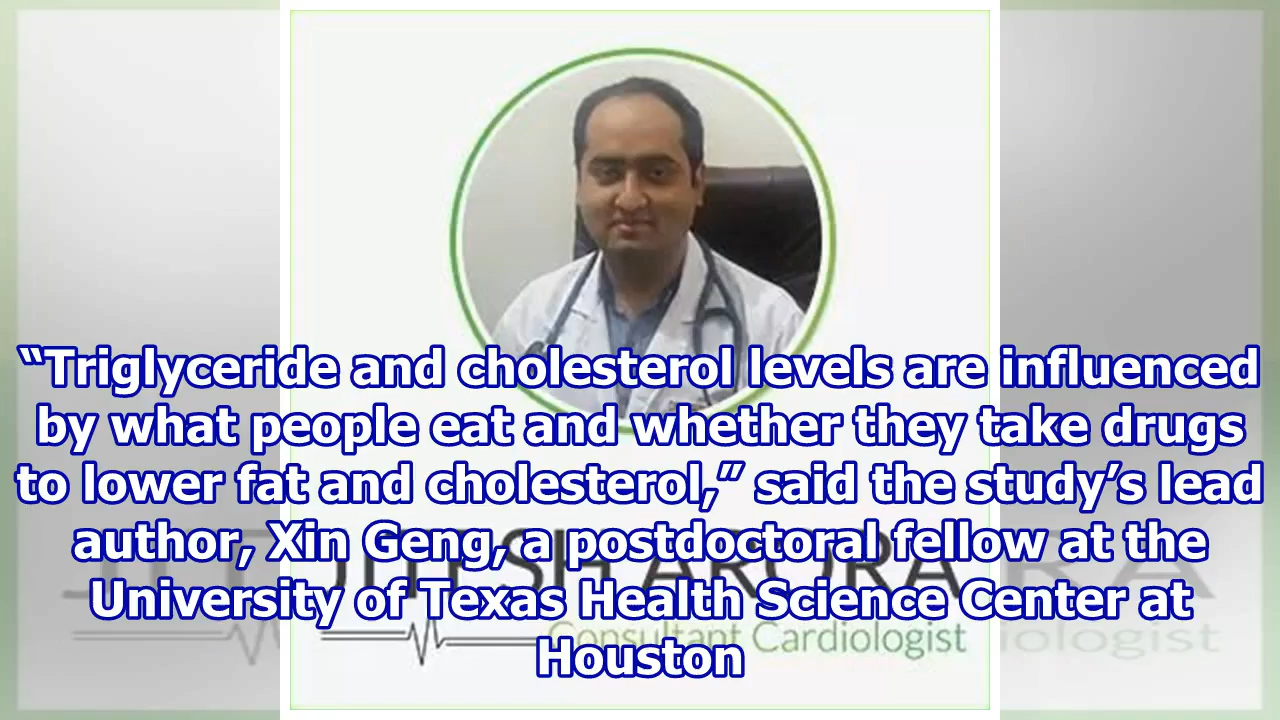 “Triglyceride and cholesterol levels are influenced
by what people eat and whether they take drugs
to lower fat and cholesterol,” said the study’s lead
author, Xin Geng, a postdoctoral fellow at the
University of Texas Health Science Center at
Houston
Consultant Cardiologist